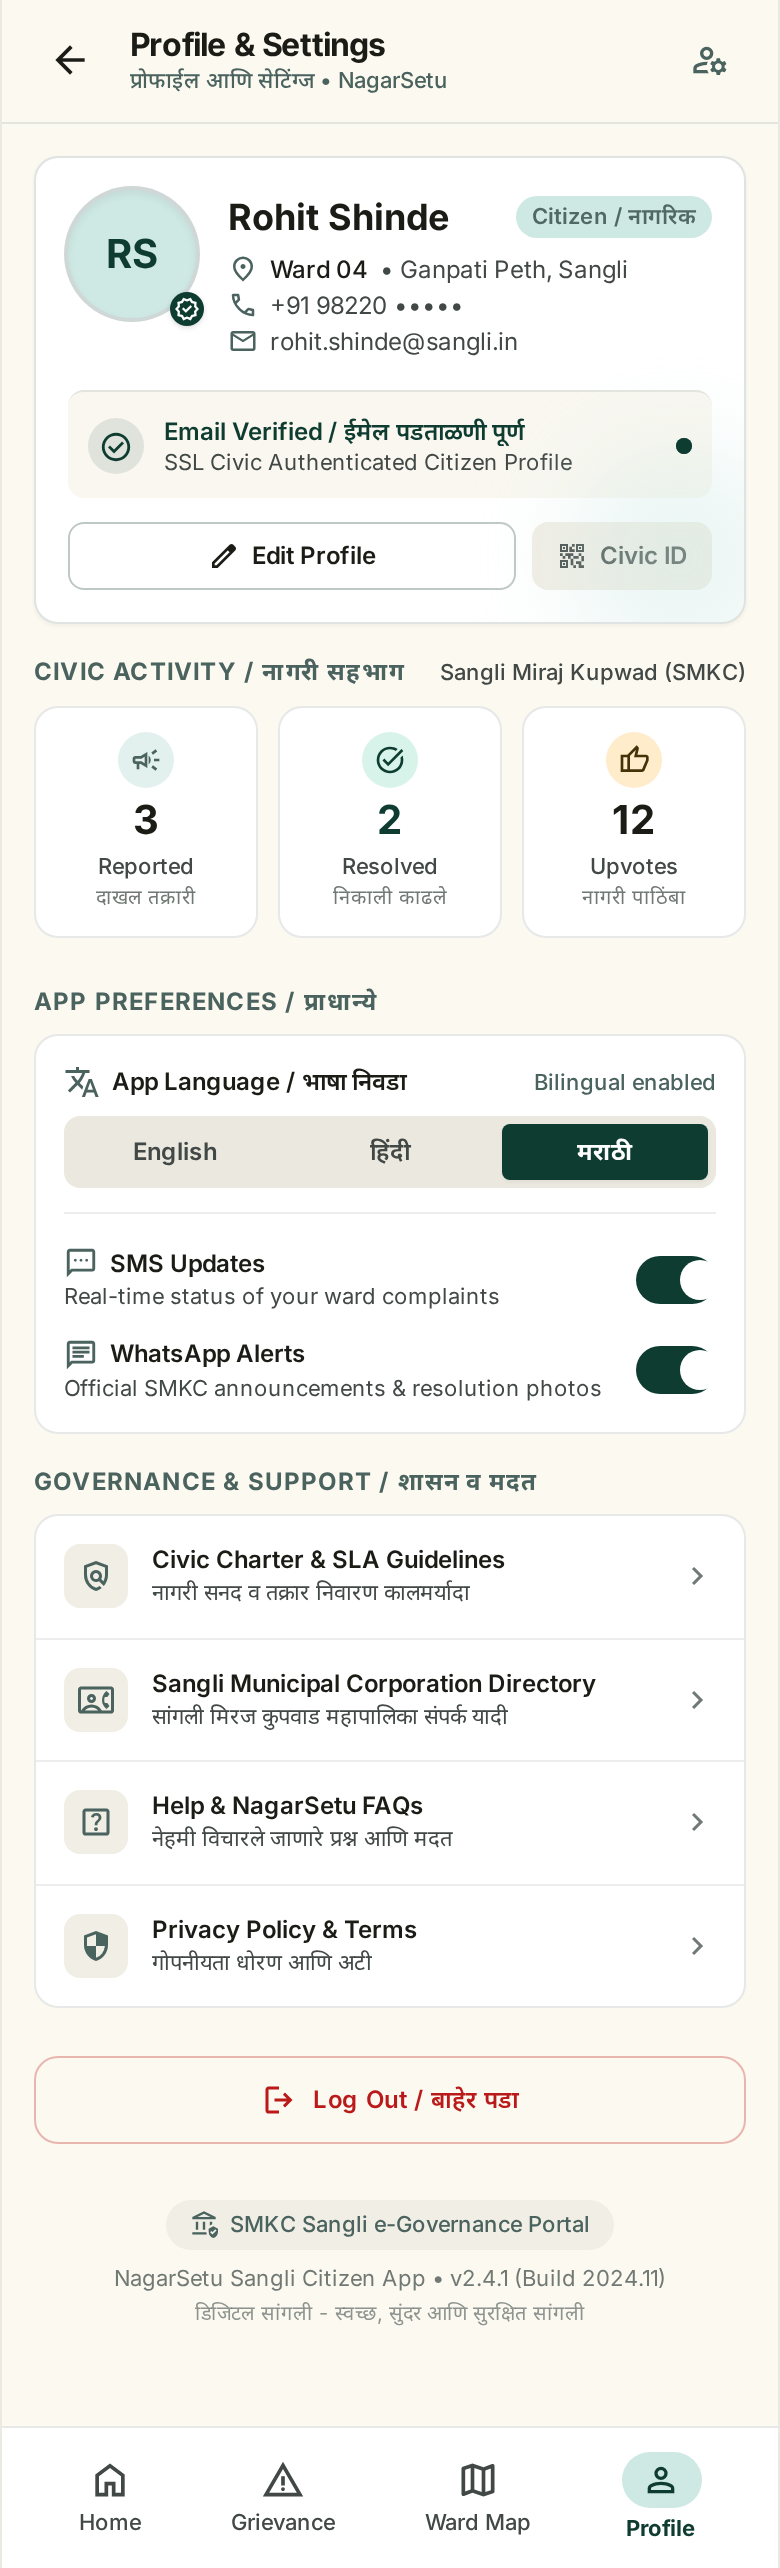 Profile & Settings
प्रोफाईल आणि सेटिंग्ज • NagarSetu
RS
Rohit Shinde
Citizen / नागरिक
Ward 04 • Ganpati Peth, Sangli
+91 98220 •••••
rohit.shinde@sangli.in
Email Verified / ईमेल पडताळणी पूर्ण
SSL Civic Authenticated Citizen Profile
Edit Profile
Civic ID
CIVIC ACTIVITY / नागरी सहभाग
Sangli Miraj Kupwad (SMKC)
3
Reported
दाखल तक्रारी
2
Resolved
निकाली काढले
12
Upvotes
नागरी पाठिंबा
APP PREFERENCES / प्राधान्ये
App Language / भाषा निवडा
Bilingual enabled
English
हिंदी
मराठी
SMS Updates
Real-time status of your ward complaints
WhatsApp Alerts
Official SMKC announcements & resolution photos
GOVERNANCE & SUPPORT / शासन व मदत
Civic Charter & SLA Guidelines
नागरी सनद व तक्रार निवारण कालमर्यादा
Sangli Municipal Corporation Directory
सांगली मिरज कुपवाड महापालिका संपर्क यादी
Help & NagarSetu FAQs
नेहमी विचारले जाणारे प्रश्न आणि मदत
Privacy Policy & Terms
गोपनीयता धोरण आणि अटी
Log Out / बाहेर पडा
SMKC Sangli e-Governance Portal
NagarSetu Sangli Citizen App • v2.4.1 (Build 2024.11)
डिजिटल सांगली - स्वच्छ, सुंदर आणि सुरक्षित सांगली
Home
Grievance
Ward Map
Profile